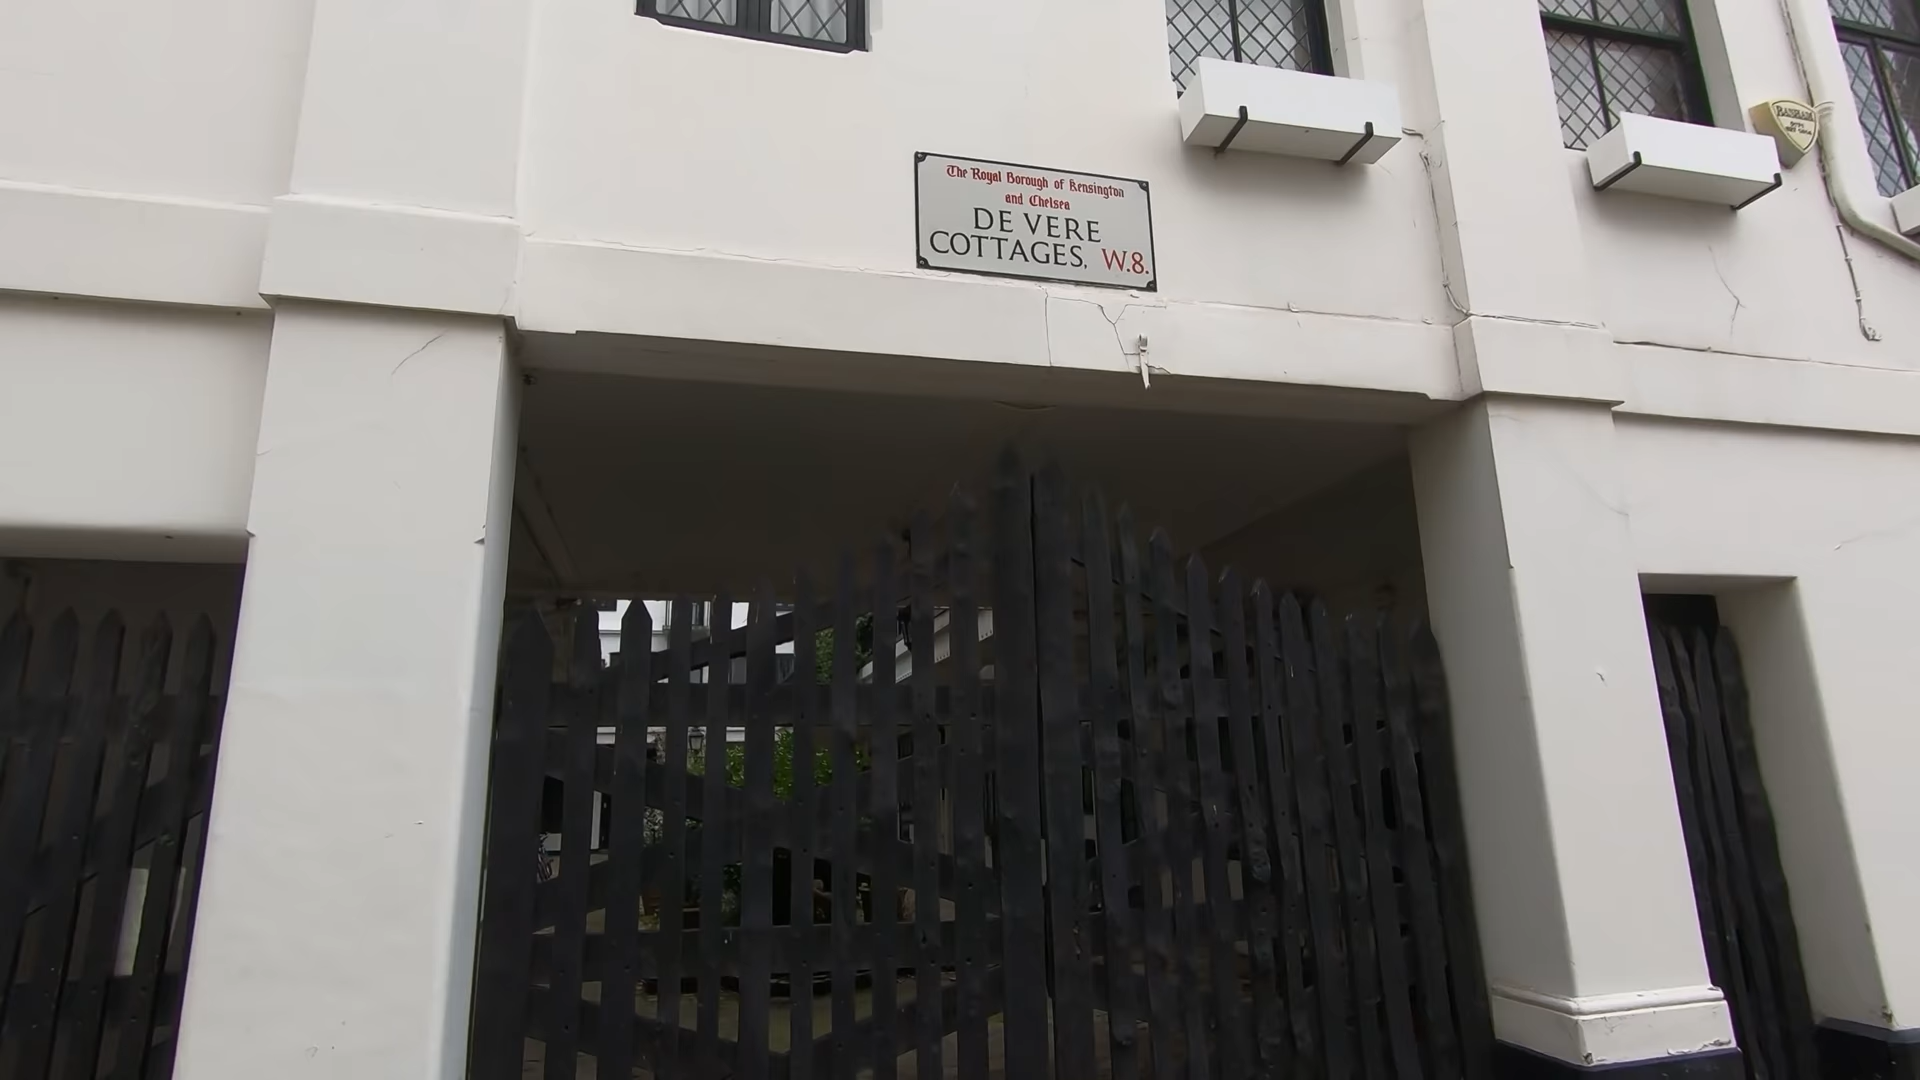 The Royal Borough of Kensington
and Chelsea
DE VERE
COTTAGES, W.8.